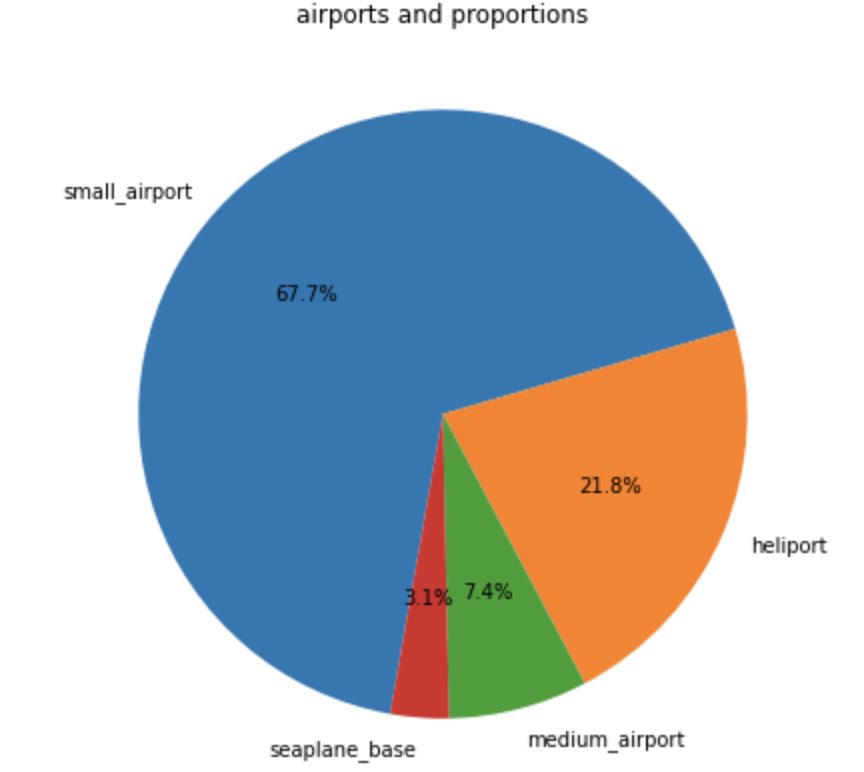 airports and proportions
small_airport
67.7%
21.8%
heliport
3.1%
7.4%
medium_airport
seaplane_base